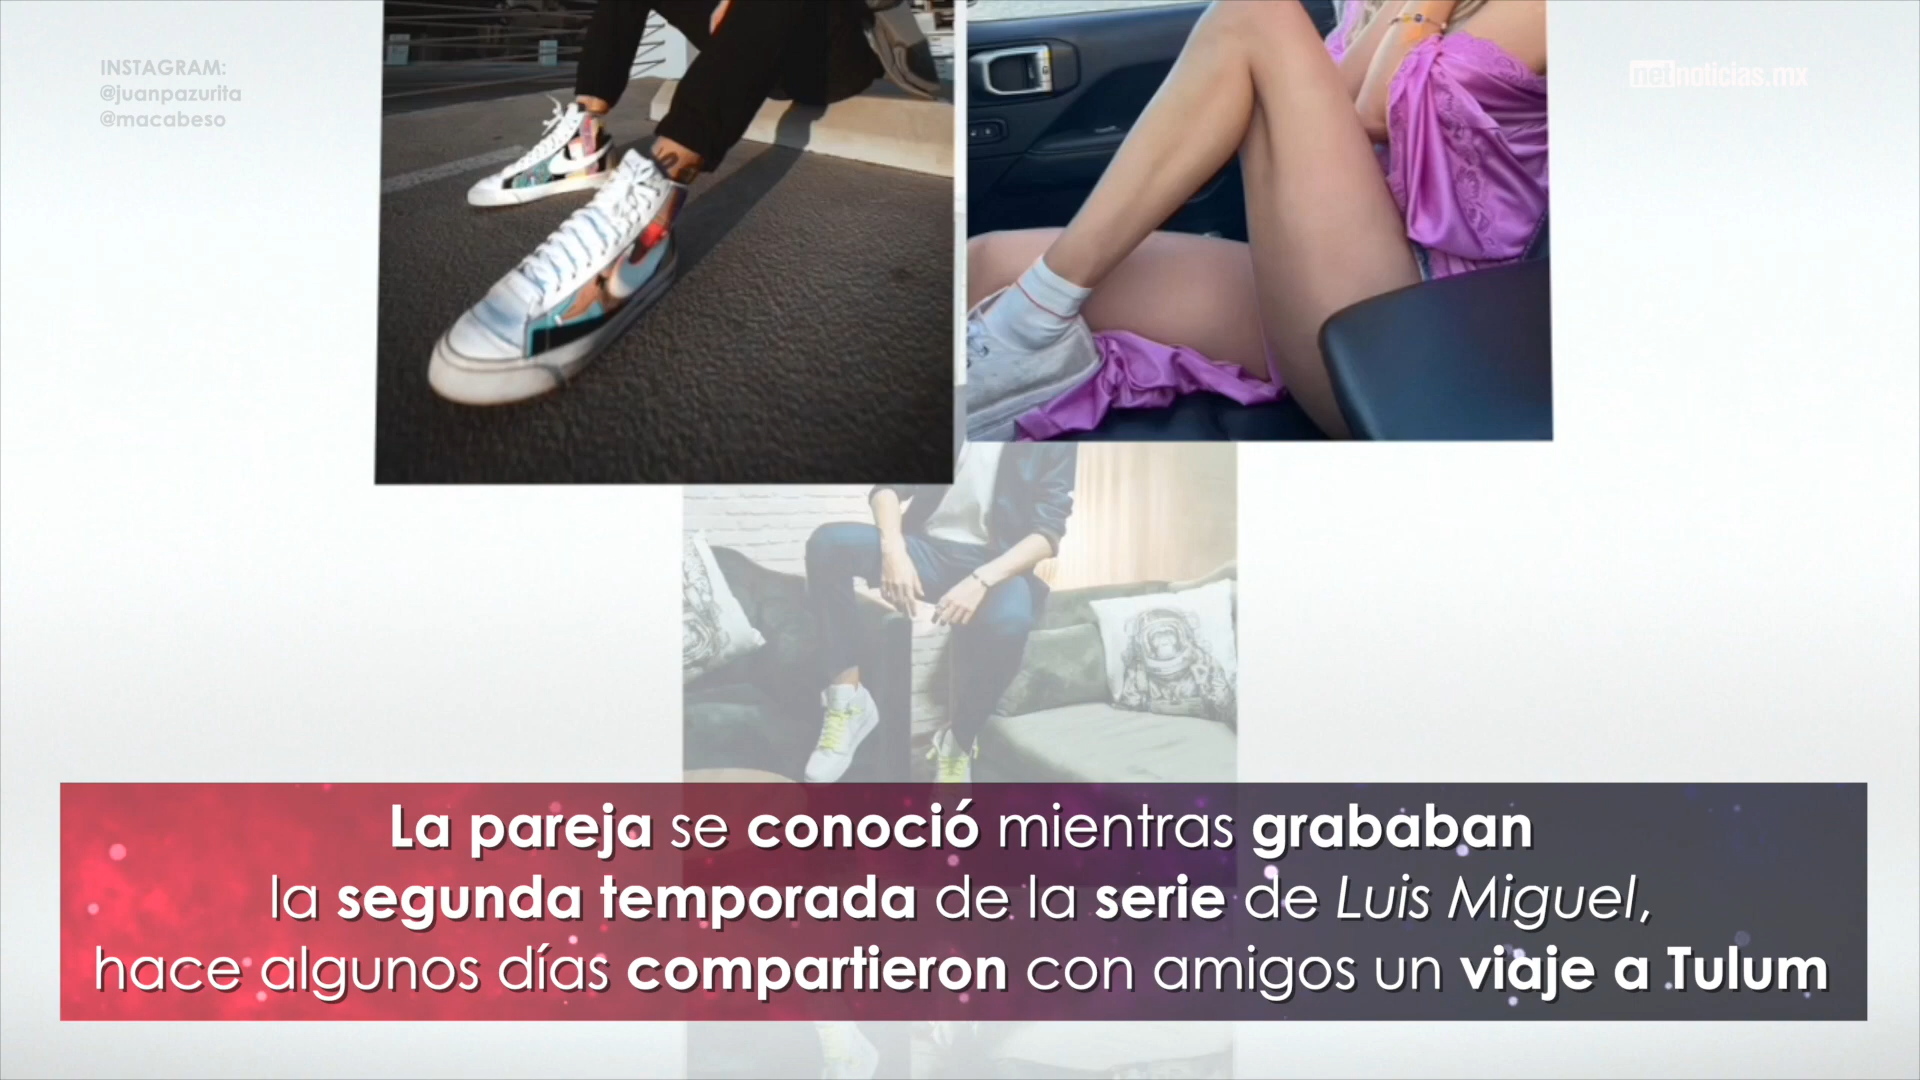 INSTAGRAM:
@juanpazurita
@macabeso
netnoticias.mx
La pareja se conoció mientras grababan
la segunda temporada de la serie de Luis Miguel,
hace algunos días compartieron con amigos un viaje a Tulum